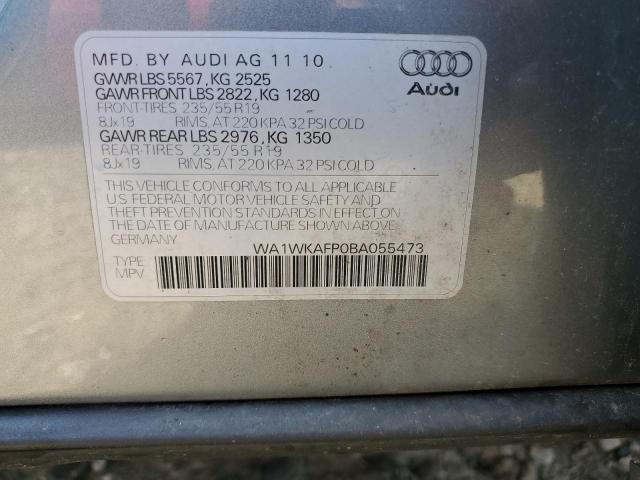 MFD. BY AUDI AG 11 10
GVWR LBS 5567, KG 2525
GAWR FRONT LBS 2822, KG 1280
FRONT-TIRES 235/55 R19
8Jx19 RIMS, AT 220 KPA 32 PSI COLD
GAWR REAR LBS 2976, KG 1350
REAR-TIRES 235/55 R19
8Jx19 RIMS, AT 220 KPA 32 PSI COLD
Audi
THIS VEHICLE CONFORMS TO ALL APPLICABLE
U.S. FEDERAL MOTOR VEHICLE SAFETY AND
THEFT PREVENTION STANDARDS IN EFFECT ON
THE DATE OF MANUFACTURE SHOWN ABOVE.
GERMANY WA1WKAFP0BA055473
TYPE
MPV